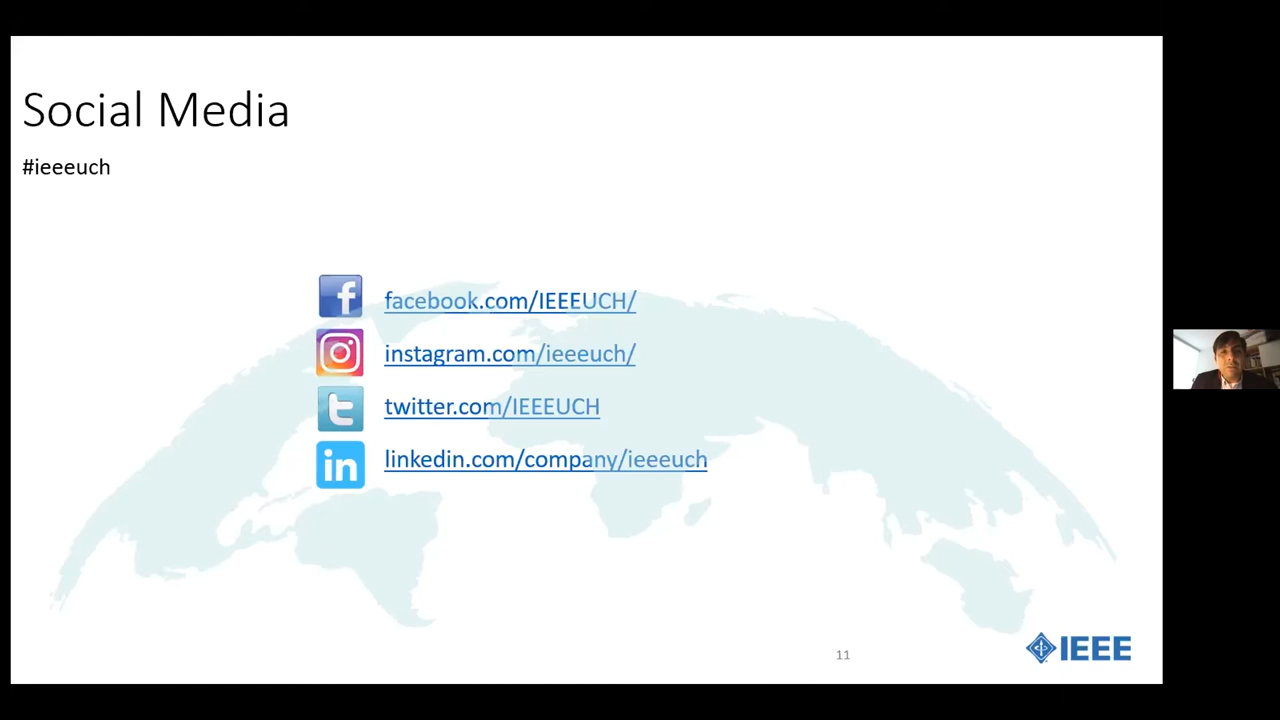 Social Media
#ieeeuch
facebook.com/IEEEUCH/
instagram.com/ieeeuch/
twitter.com/IEEEUCH
linkedin.com/company/ieeeuch
11
IEEE